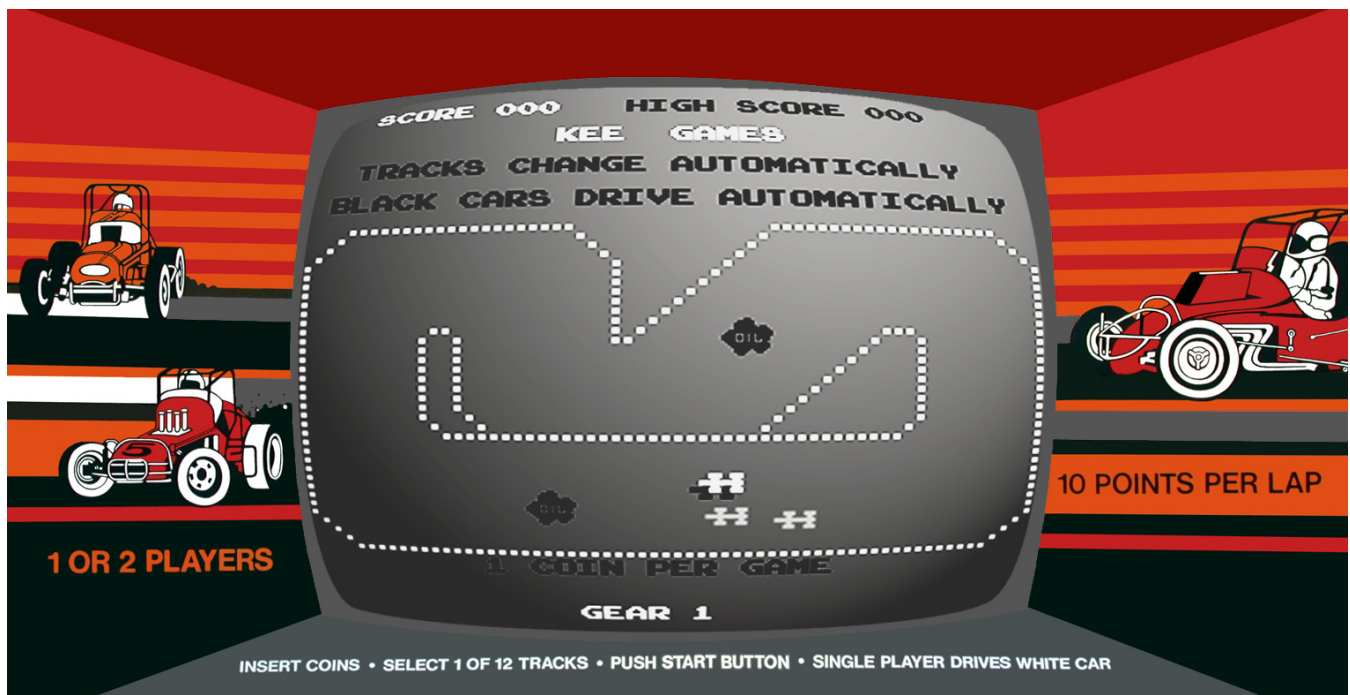 SCORE 000 HIGH SCORE 000
KEE GAMES
TRACKS CHANGE AUTOMATICALLY
BLACK CARS DRIVE AUTOMATICALLY
OIL
5
OIL
10 POINTS PER LAP
1 OR 2 PLAYERS
1 COIN PER GAME
GEAR 1
INSERT COINS • SELECT 1 OF 12 TRACKS • PUSH START BUTTON • SINGLE PLAYER DRIVES WHITE CAR